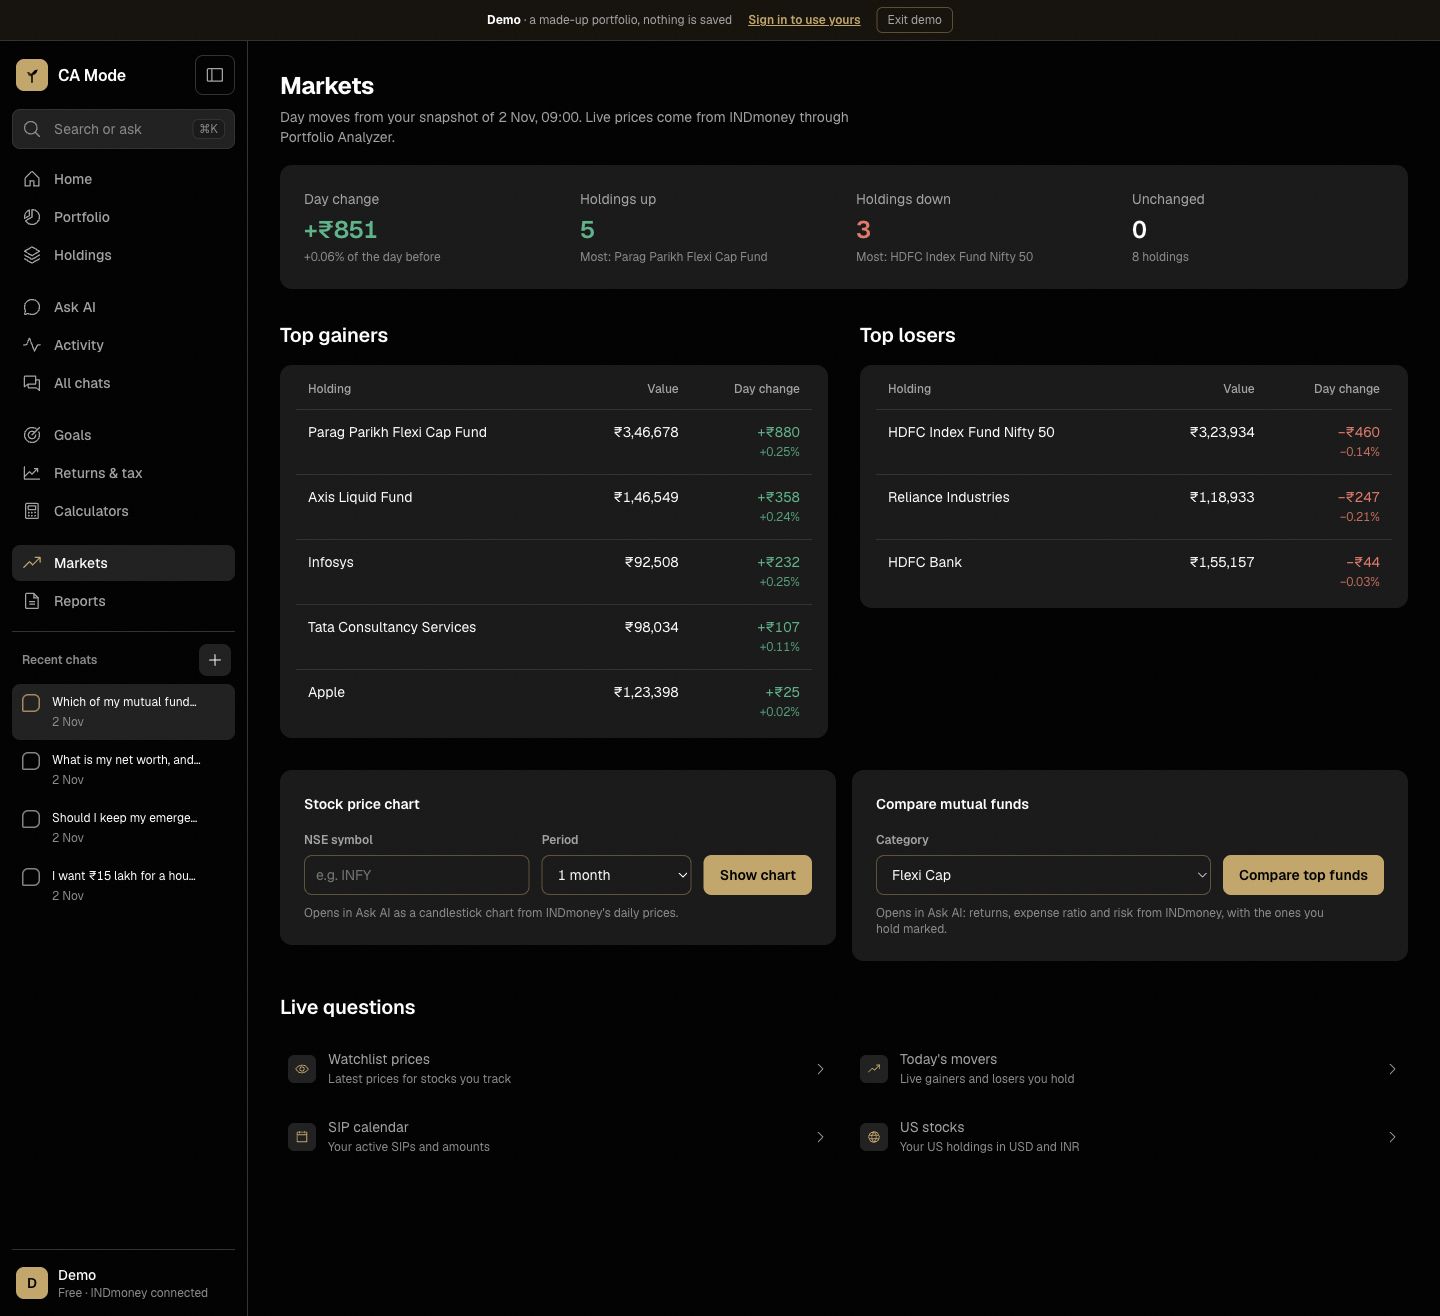 Demo · a made-up portfolio, nothing is saved Sign in to use yours Exit demo
CA Mode
Search or ask ⌘K
Home
Portfolio
Holdings
Ask AI
Activity
All chats
Goals
Returns & tax
Calculators
Markets
Reports
Recent chats
Which of my mutual fund…
2 Nov
What is my net worth, and…
2 Nov
Should I keep my emerge…
2 Nov
I want ₹15 lakh for a hou…
2 Nov
D
Demo
Free · INDmoney connected
Markets
Day moves from your snapshot of 2 Nov, 09:00. Live prices come from INDmoney through
Portfolio Analyzer.
Day change Holdings up Holdings down Unchanged
+₹851 5 3 0
+0.06% of the day before Most: Parag Parikh Flexi Cap Fund Most: HDFC Index Fund Nifty 50 8 holdings
Top gainers
Holding Value Day change
Parag Parikh Flexi Cap Fund ₹3,46,678 +₹880
+0.25%
Axis Liquid Fund ₹1,46,549 +₹358
+0.24%
Infosys ₹92,508 +₹232
+0.25%
Tata Consultancy Services ₹98,034 +₹107
+0.11%
Apple ₹1,23,398 +₹25
+0.02%
Top losers
Holding Value Day change
HDFC Index Fund Nifty 50 ₹3,23,934 −₹460
−0.14%
Reliance Industries ₹1,18,933 −₹247
−0.21%
HDFC Bank ₹1,55,157 −₹44
−0.03%
Stock price chart
NSE symbol Period
e.g. INFY 1 month Show chart
Opens in Ask AI as a candlestick chart from INDmoney's daily prices.
Compare mutual funds
Category
Flexi Cap Compare top funds
Opens in Ask AI: returns, expense ratio and risk from INDmoney, with the ones you
hold marked.
Live questions
Watchlist prices
Latest prices for stocks you track
Today's movers
Live gainers and losers you hold
SIP calendar
Your active SIPs and amounts
US stocks
Your US holdings in USD and INR